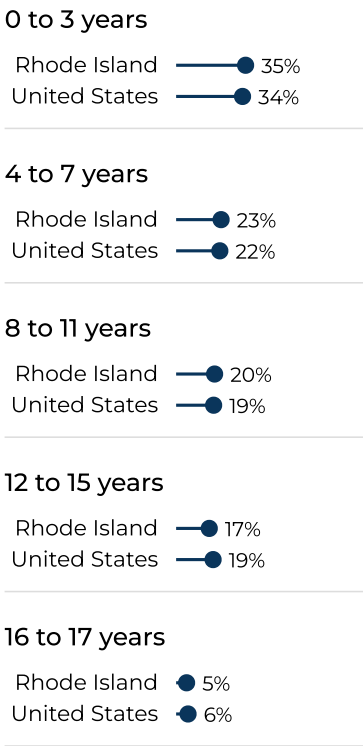 0 to 3 years
Rhode Island 35%
United States 34%
4 to 7 years
Rhode Island 23%
United States 22%
8 to 11 years
Rhode Island 20%
United States 19%
12 to 15 years
Rhode Island 17%
United States 19%
16 to 17 years
Rhode Island 5%
United States 6%